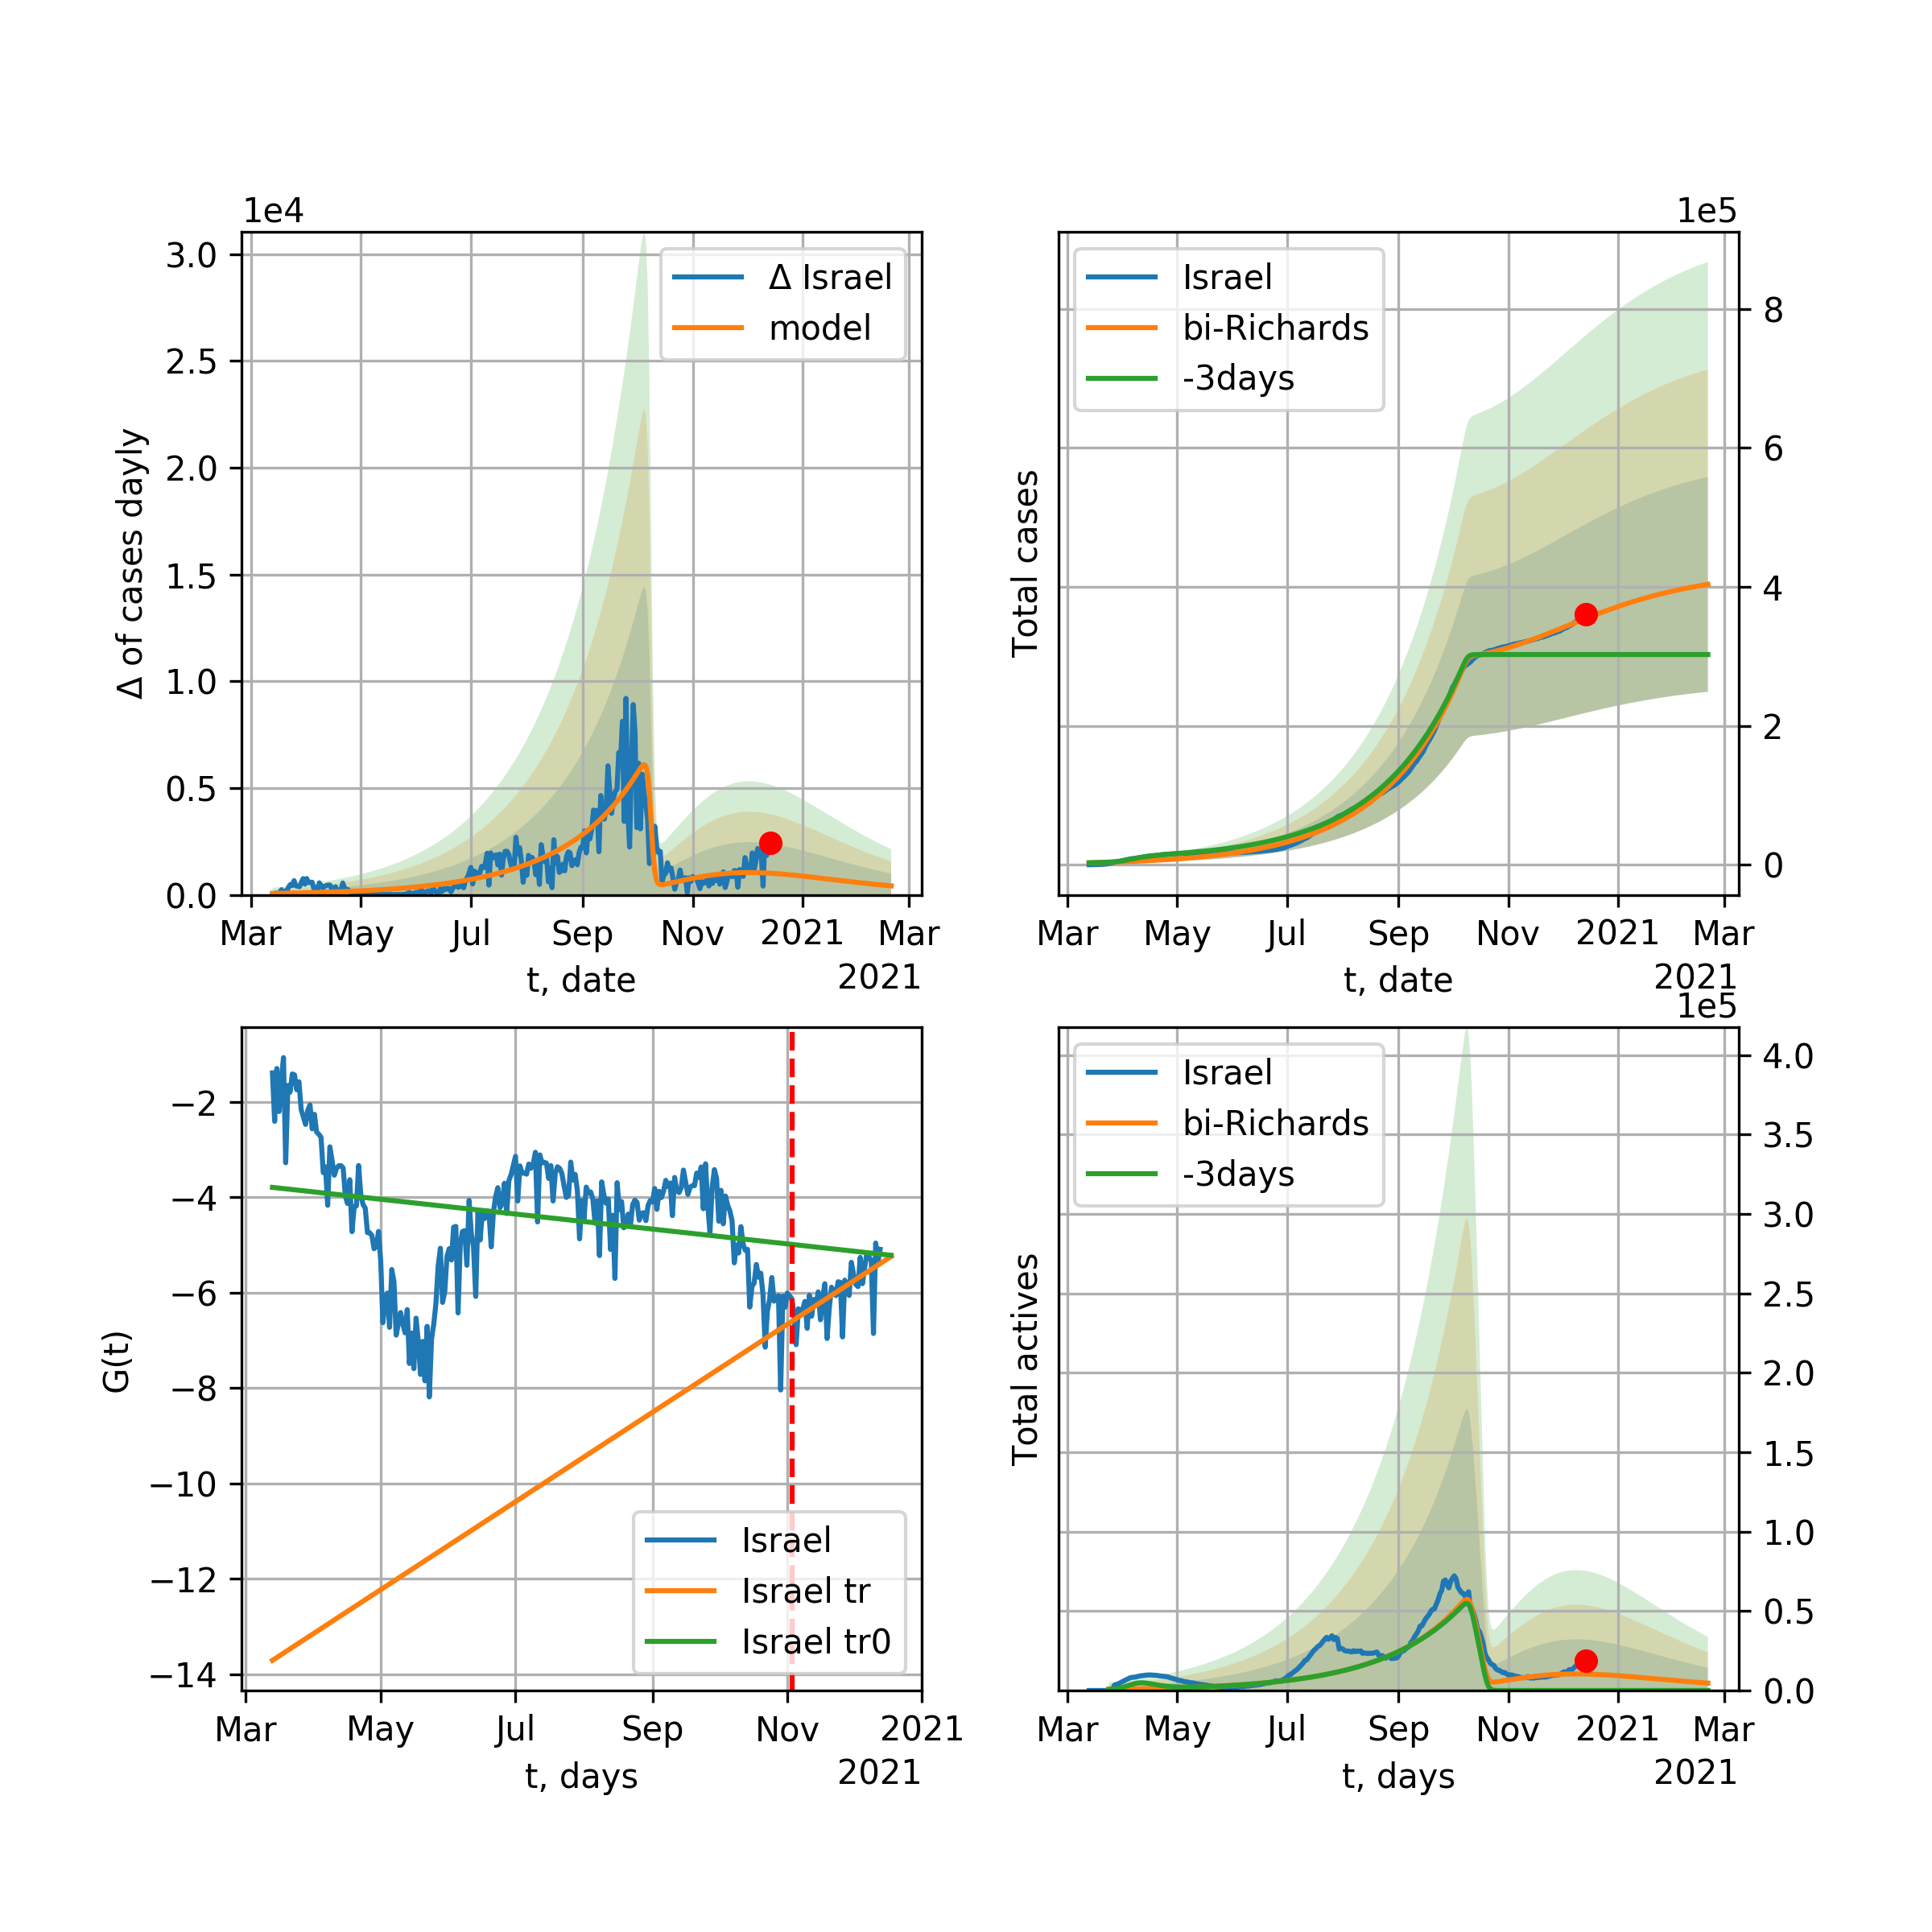 1e4
3.0
2.5
2.0
1.5
1.0
0.5
0.0
Δ of cases dayly
Δ Israel
model
Mar May Jul Sep Nov 2021 Mar
t, date
2021
1e5
Israel
bi-Richards
-3days
8
6
4
2
0
Total cases
Mar May Jul Sep Nov 2021 Mar
t, date
2021
−2
−4
−6
−8
−10
−12
−14
G(t)
Israel
Israel tr
Israel tr0
Mar May Jul Sep Nov 2021
t, days
2021
1e5
Israel
bi-Richards
-3days
4.0
3.5
3.0
2.5
2.0
1.5
1.0
0.5
0.0
Total actives
Mar May Jul Sep Nov 2021 Mar
t, days
2021